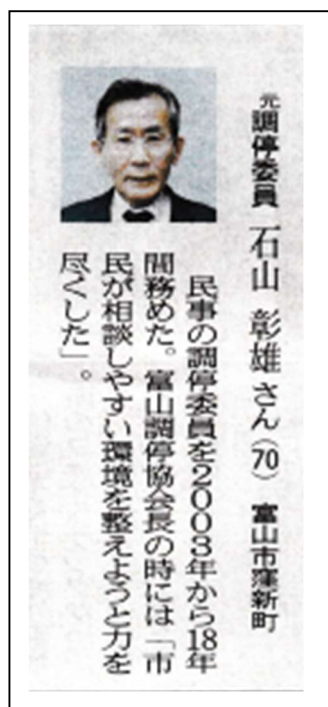 元調停委員 石山 彰雄さん(70) 富山市窪新町
民事の調停委員を2003年から18年
間務めた。富山調停協会長の時には「市
民が相談しやすい環境を整えようと力を
尽くした」。